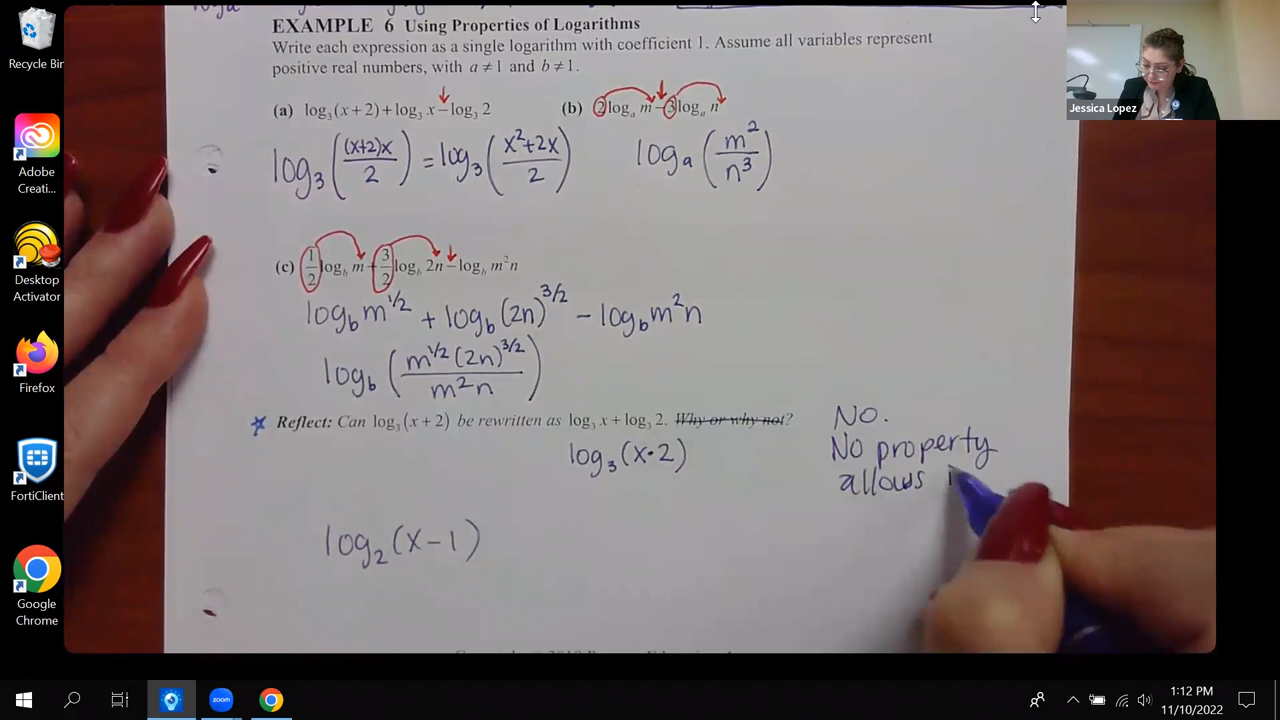 EXAMPLE 6 Using Properties of Logarithms
Write each expression as a single logarithm with coefficient 1. Assume all variables represent
positive real numbers, with a ≠ 1 and b ≠ 1.
(a) log₃(x + 2) + log₃ x − log₃ 2
(b) 2 logₐ m − 3 logₐ n
log₃((x+2)x / 2) = log₃(x²+2x / 2)
logₐ(m² / n³)
(c) 1/2 log_b m + 3/2 log_b 2n − log_b m²n
log_b m^1/2 + log_b (2n)^3/2 − log_b m²n
log_b (m^1/2 (2n)^3/2 / m²n)
Reflect: Can log₃(x + 2) be rewritten as log₃ x + log₃ 2. Why or why not?
log₃(x·2)
No.
No property
allows
log₂(x−1)
Jessica Lopez
Recycle Bin
Adobe
Creati...
Desktop
Activator
Firefox
FortiClient
Google
Chrome
zoom
1:12 PM
11/10/2022